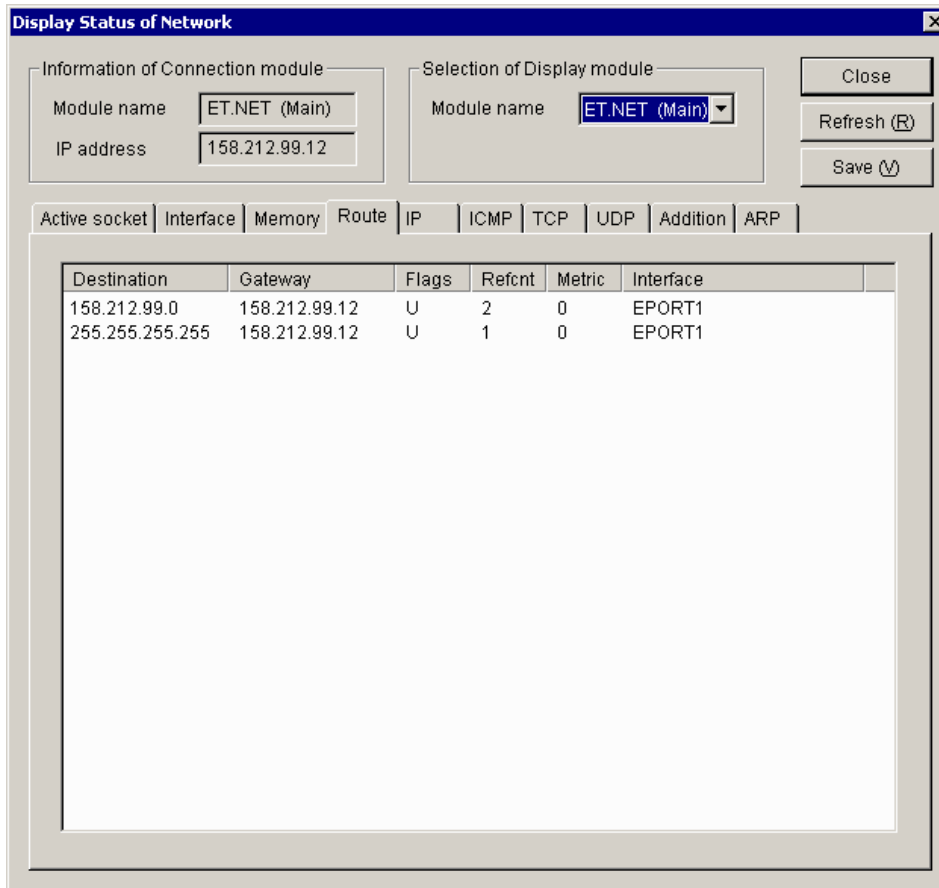 Display Status of Network
Information of Connection module
Module name ET.NET (Main)
IP address 158.212.99.12
Selection of Display module
Module name ET.NET (Main)
Close
Refresh (R)
Save (V)
Active socket Interface Memory Route IP ICMP TCP UDP Addition ARP
Destination Gateway Flags Refcnt Metric Interface
158.212.99.0 158.212.99.12 U 2 0 EPORT1
255.255.255.255 158.212.99.12 U 1 0 EPORT1